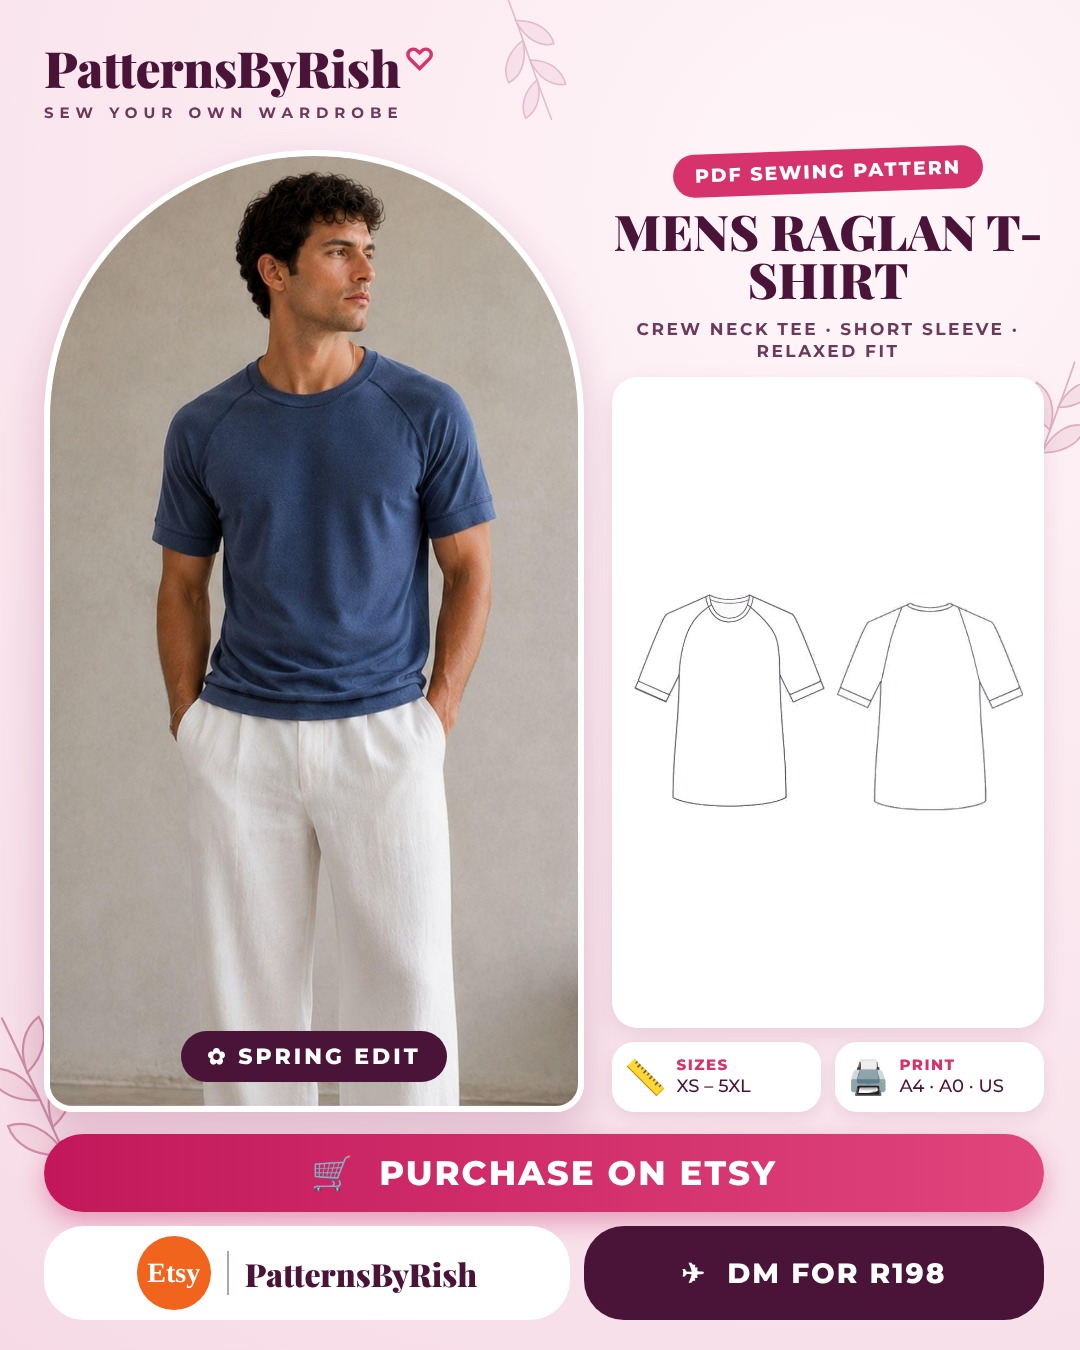 PatternsByRish
SEW YOUR OWN WARDROBE
PDF SEWING PATTERN
MENS RAGLAN T-
SHIRT
CREW NECK TEE · SHORT SLEEVE ·
RELAXED FIT
✿ SPRING EDIT
SIZES
XS – 5XL
PRINT
A4 · A0 · US
PURCHASE ON ETSY
Etsy
PatternsByRish
✈ DM FOR R198